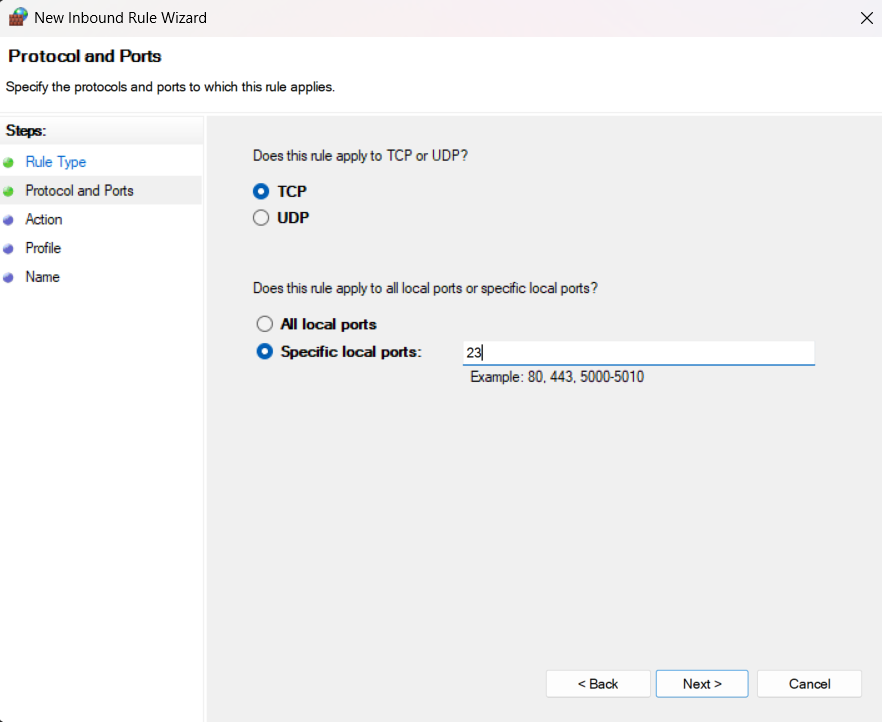 New Inbound Rule Wizard
Protocol and Ports
Specify the protocols and ports to which this rule applies.
Steps:
Rule Type
Protocol and Ports
Action
Profile
Name
Does this rule apply to TCP or UDP?
TCP
UDP
Does this rule apply to all local ports or specific local ports?
All local ports
Specific local ports: 23
Example: 80, 443, 5000-5010
< Back Next > Cancel